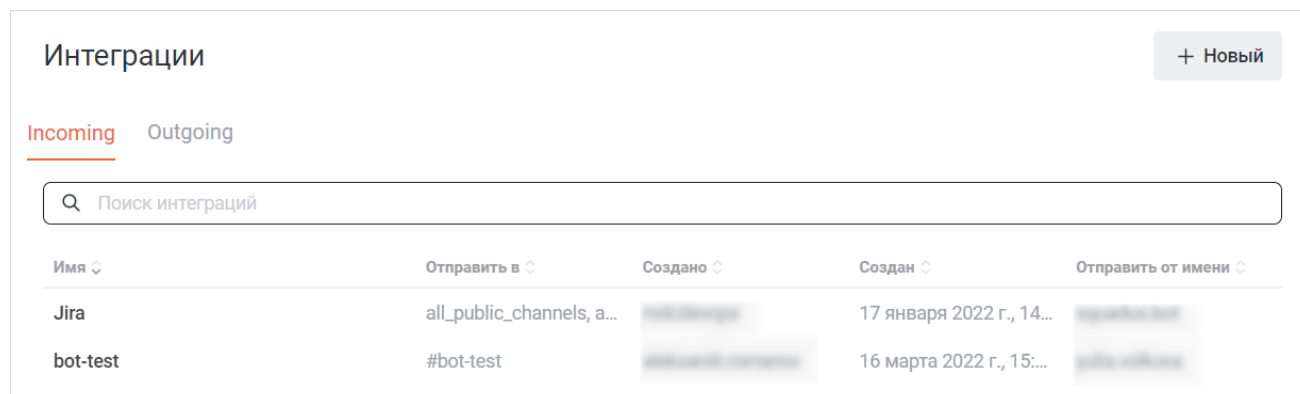 Интеграции
+ Новый
Incoming Outgoing
Поиск интеграций
Имя Отправить в Создано Создан Отправить от имени
Jira all_public_channels, a... 17 января 2022 г., 14...
bot-test #bot-test 16 марта 2022 г., 15:...